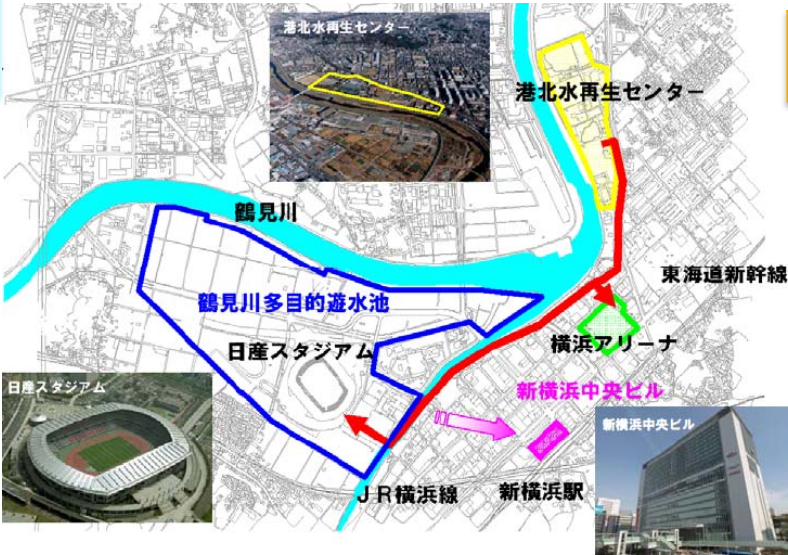 港北水再生センター
港北水再生センター
鶴見川
東海道新幹線
鶴見川多目的遊水池
日産スタジアム
横浜アリーナ
日産スタジアム
新横浜中央ビル
新横浜中央ビル
JR横浜線
新横浜駅